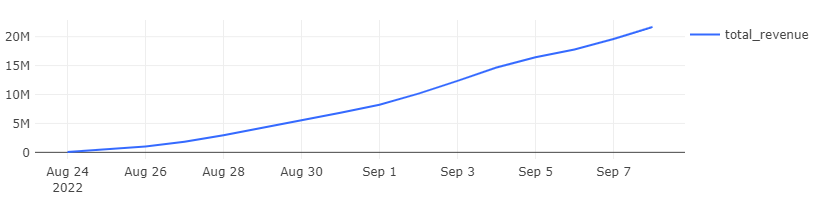 20M
15M
10M
5M
0
Aug 24 Aug 26 Aug 28 Aug 30 Sep 1 Sep 3 Sep 5 Sep 7
2022
total_revenue